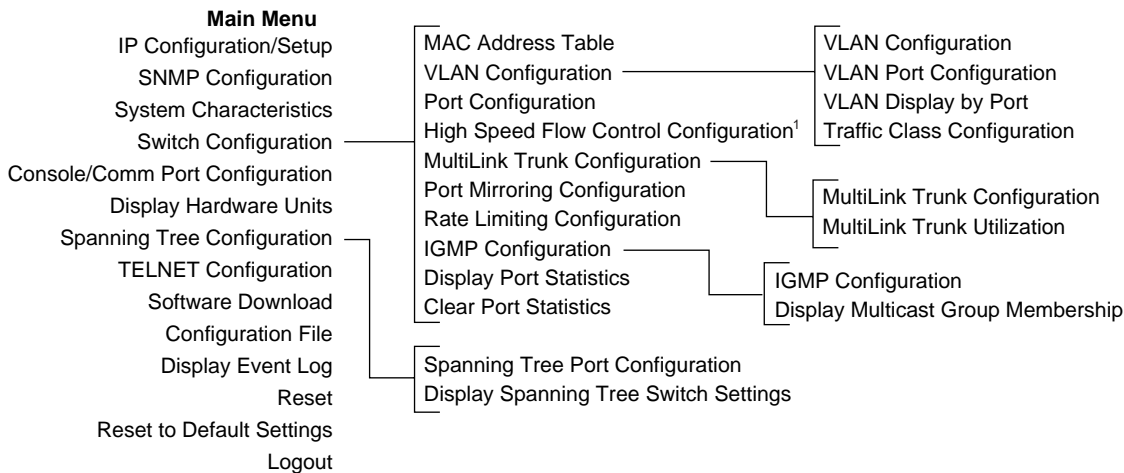 Main Menu
IP Configuration/Setup
SNMP Configuration
System Characteristics
Switch Configuration
Console/Comm Port Configuration
Display Hardware Units
Spanning Tree Configuration
TELNET Configuration
Software Download
Configuration File
Display Event Log
Reset
Reset to Default Settings
Logout
MAC Address Table
VLAN Configuration
Port Configuration
High Speed Flow Control Configuration1
MultiLink Trunk Configuration
Port Mirroring Configuration
Rate Limiting Configuration
IGMP Configuration
Display Port Statistics
Clear Port Statistics
Spanning Tree Port Configuration
Display Spanning Tree Switch Settings
VLAN Configuration
VLAN Port Configuration
VLAN Display by Port
Traffic Class Configuration
MultiLink Trunk Configuration
MultiLink Trunk Utilization
IGMP Configuration
Display Multicast Group Membership